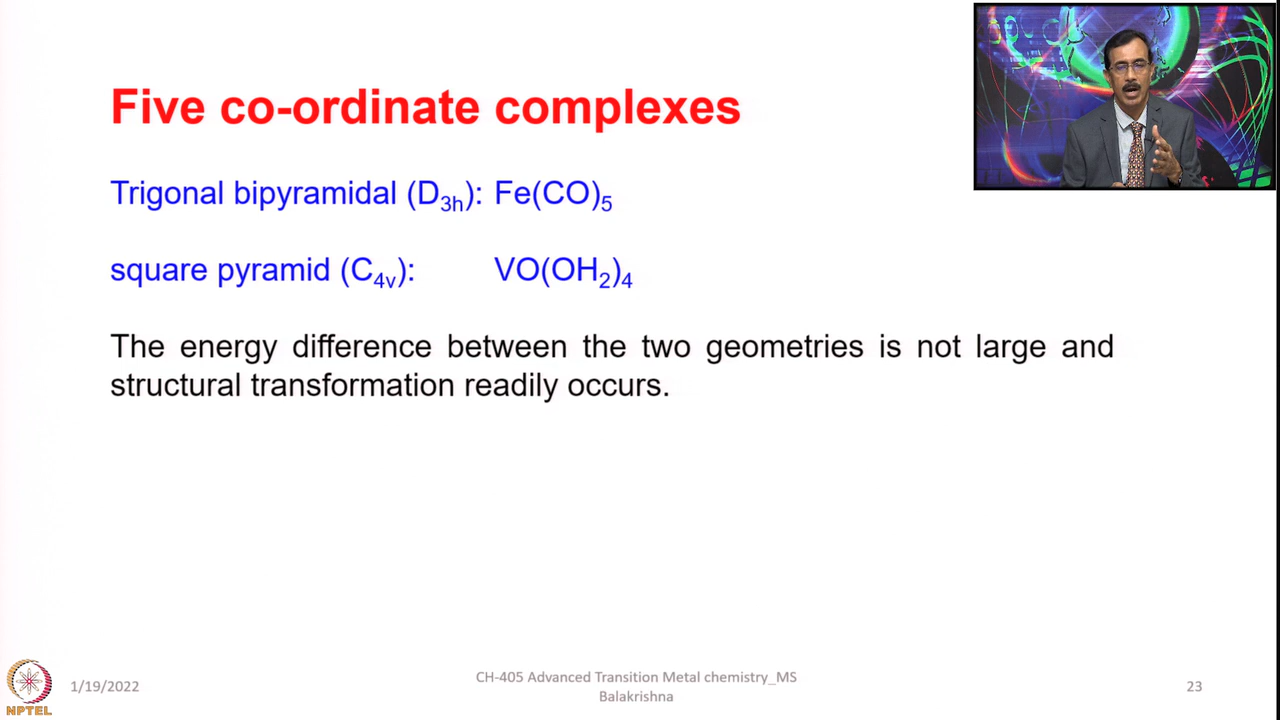 Five co-ordinate complexes
Trigonal bipyramidal (D₃ₕ): Fe(CO)₅
square pyramid (C₄ᵥ): VO(OH₂)₄
The energy difference between the two geometries is not large and
structural transformation readily occurs.
NPTEL
1/19/2022
CH-405 Advanced Transition Metal chemistry_MS
Balakrishna
23